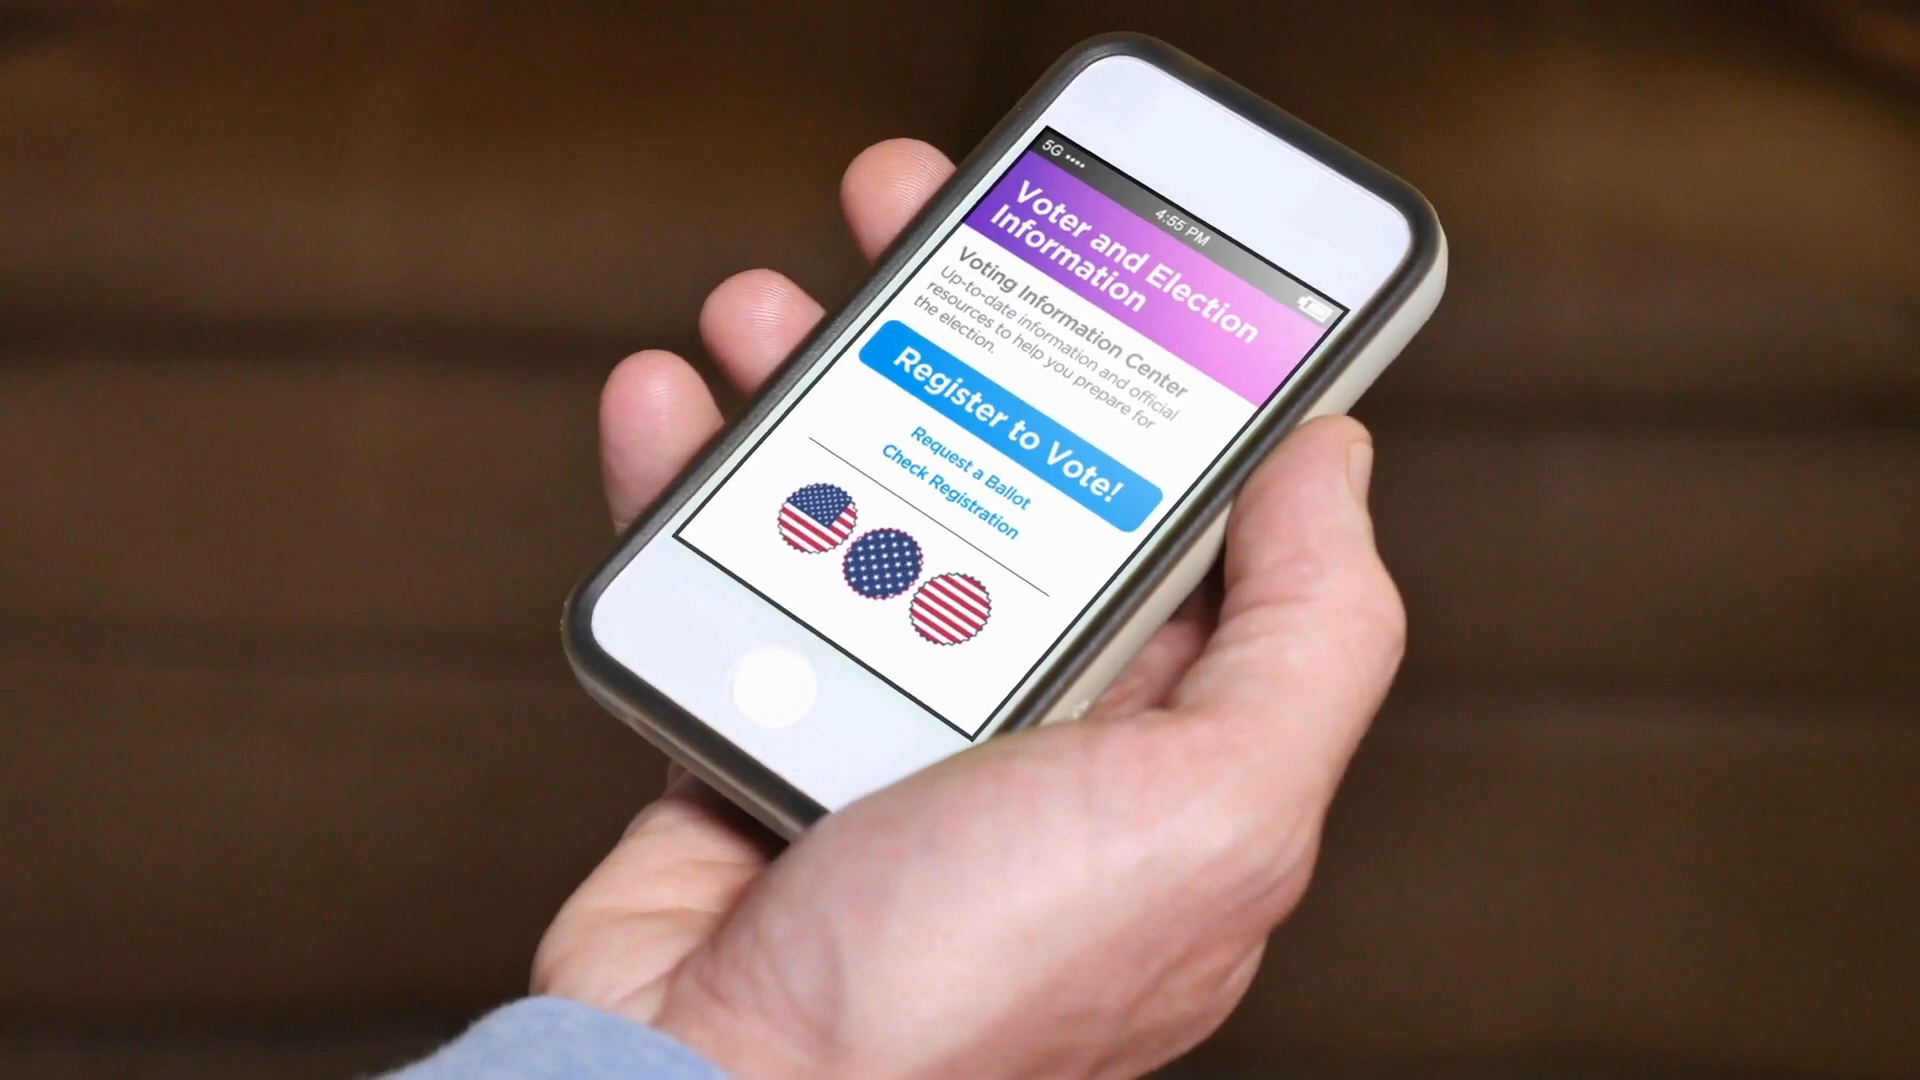 5G
4:55 PM
Voter and Election
Information
Voting Information Center
Up-to-date information and official
resources to help you prepare for
the election.
Register to Vote!
Request a Ballot
Check Registration